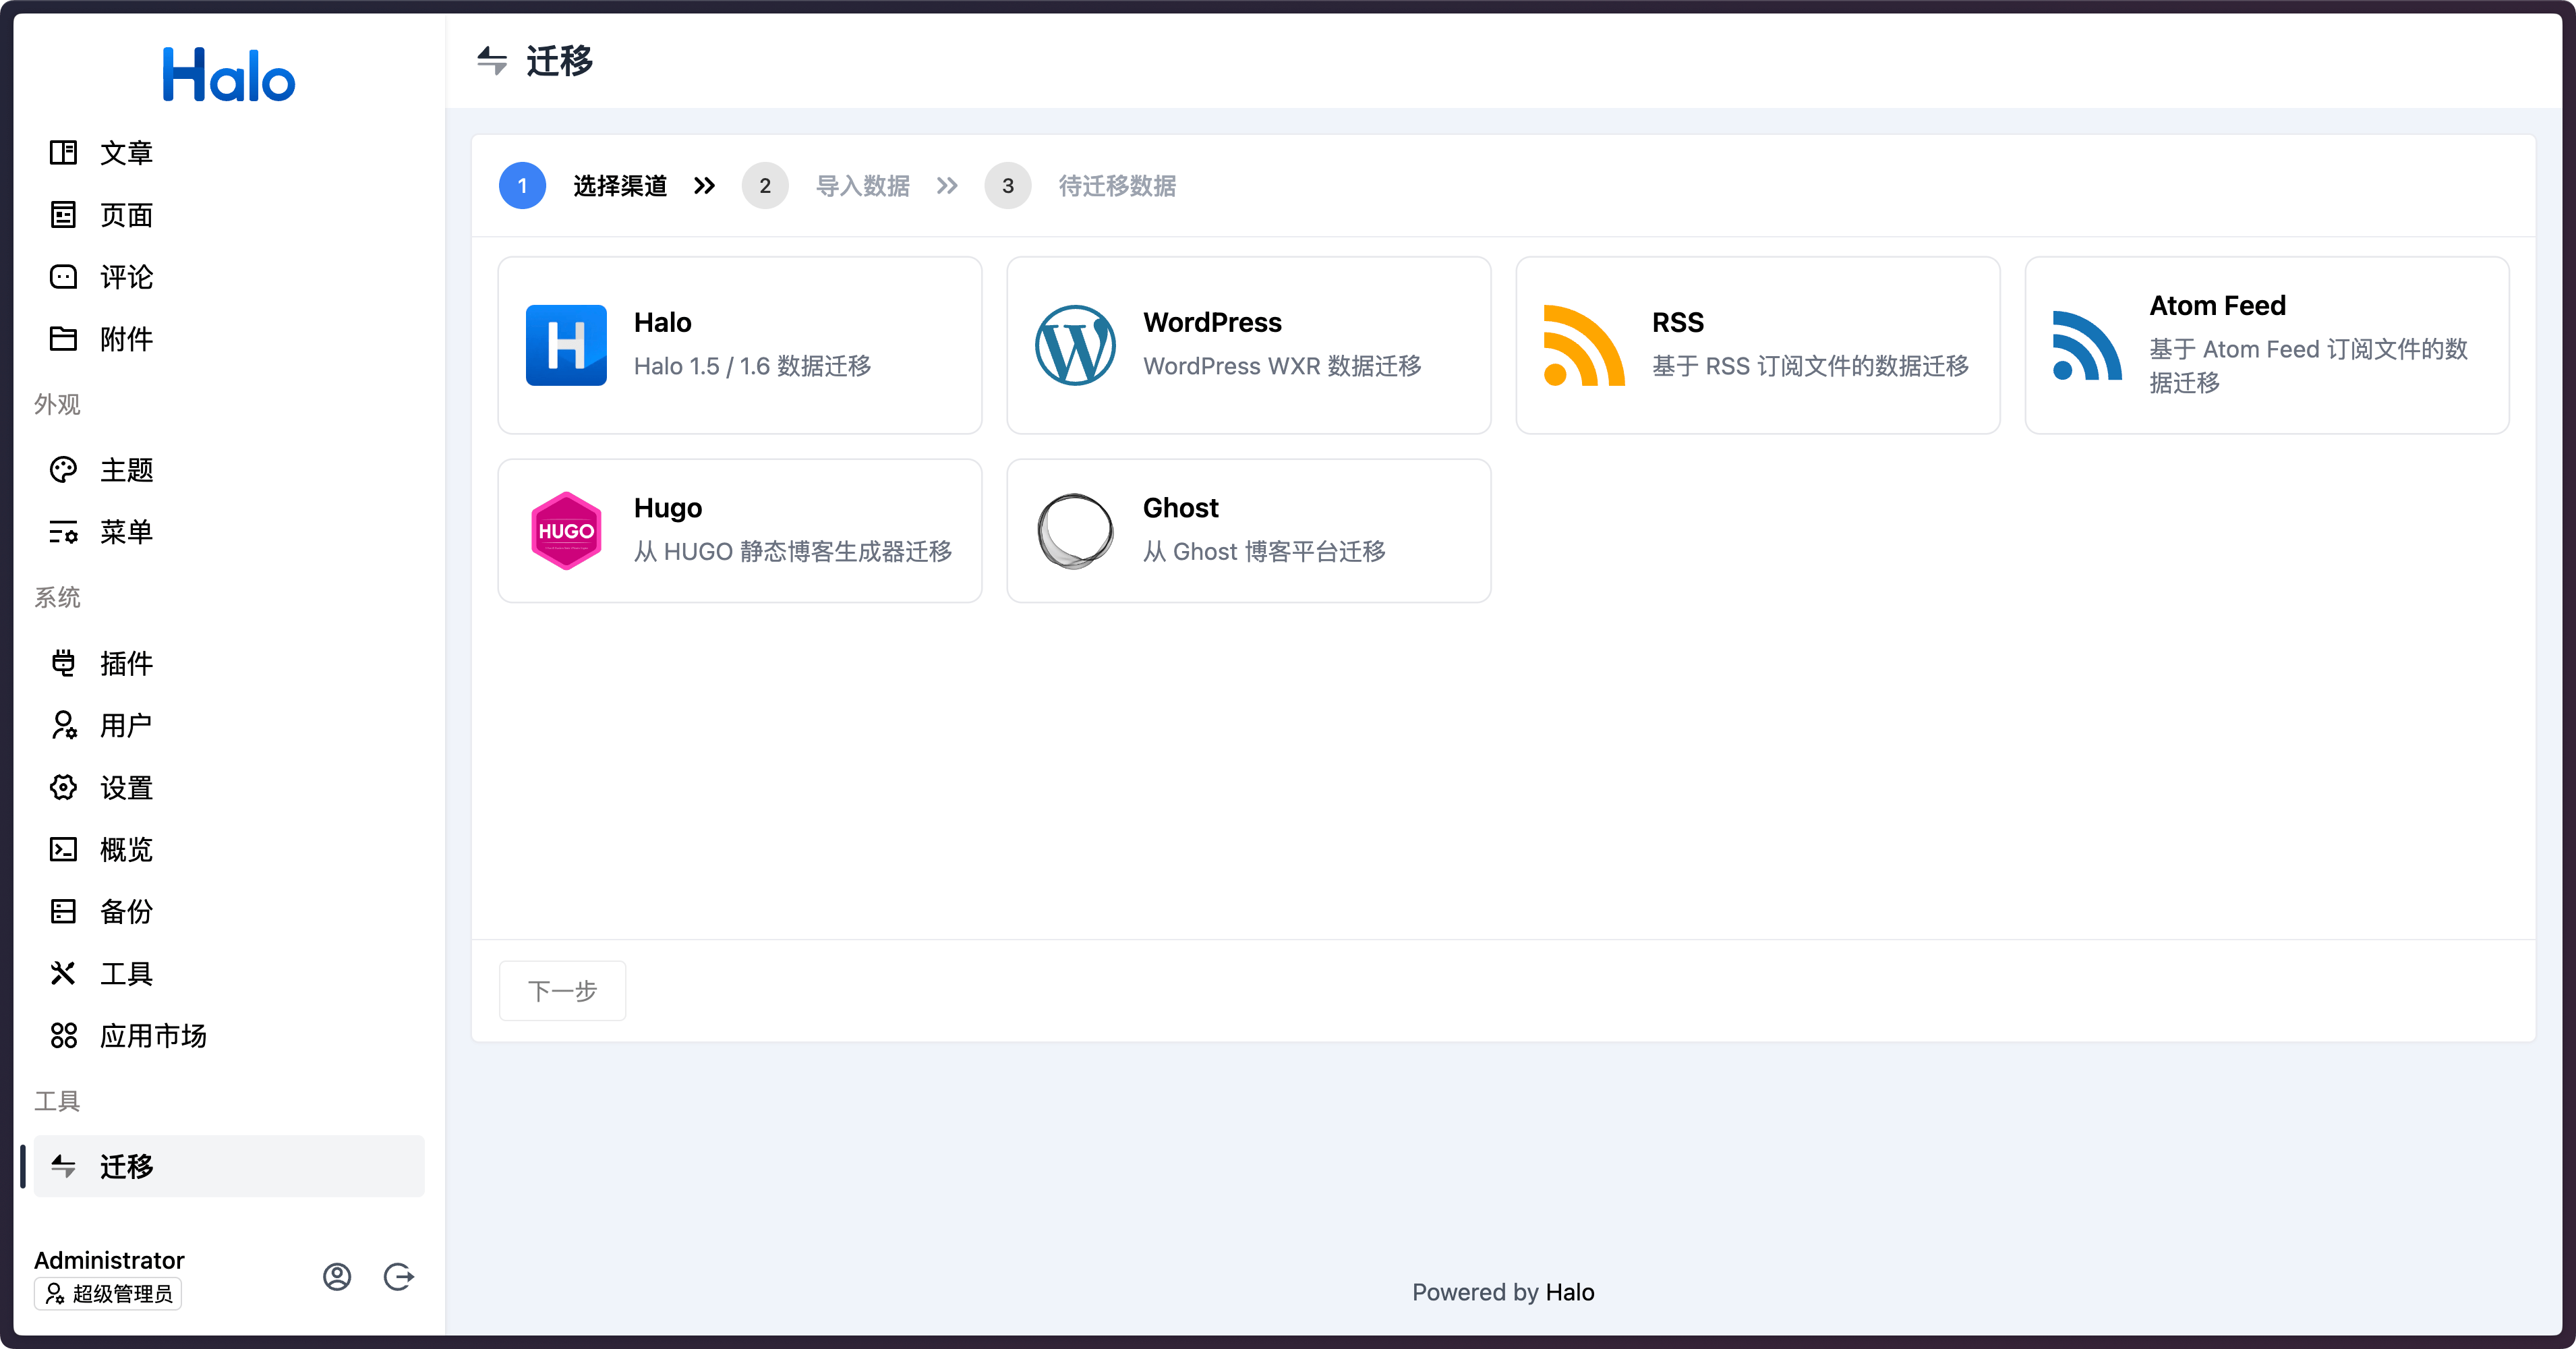 Halo
文章
页面
评论
附件
外观
主题
菜单
系统
插件
用户
设置
概览
备份
工具
应用市场
工具
迁移
Administrator
超级管理员
迁移
1 选择渠道 2 导入数据 3 待迁移数据
H
Halo
Halo 1.5 / 1.6 数据迁移
WordPress
WordPress WXR 数据迁移
RSS
基于 RSS 订阅文件的数据迁移
Atom Feed
基于 Atom Feed 订阅文件的数
据迁移
HUGO
Hugo
从 HUGO 静态博客生成器迁移
Ghost
从 Ghost 博客平台迁移
下一步
Powered by Halo